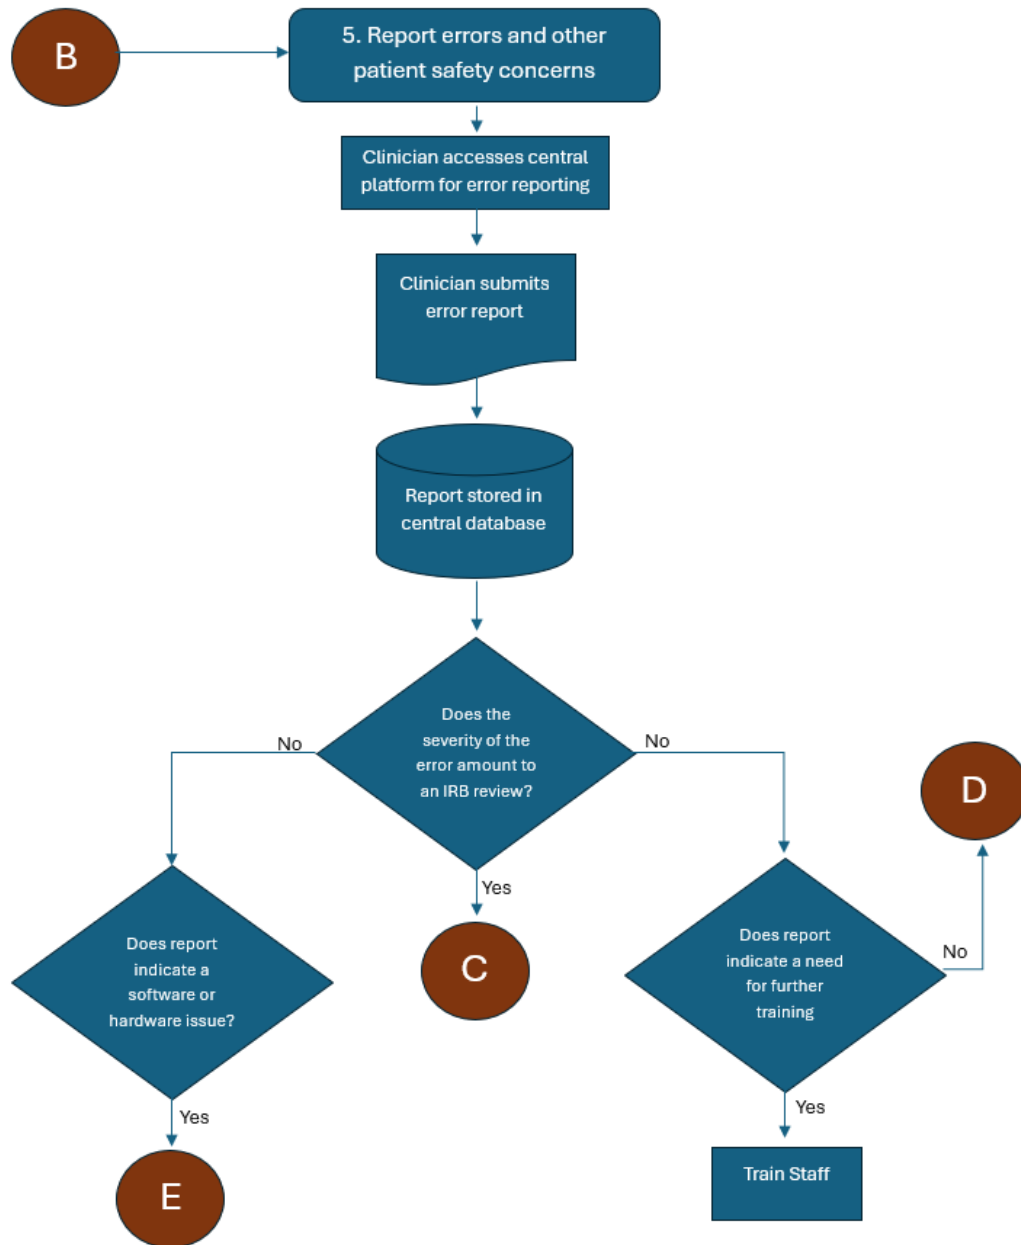 B
5. Report errors and other
patient safety concerns
Clinician accesses central
platform for error reporting
Clinician submits
error report
Report stored in
central database
Does the
severity of the
error amount to
an IRB review?
No
No
Yes
C
D
Does report
indicate a
software or
hardware issue?
Yes
E
Does report
indicate a need
for further
training
No
Yes
Train Staff